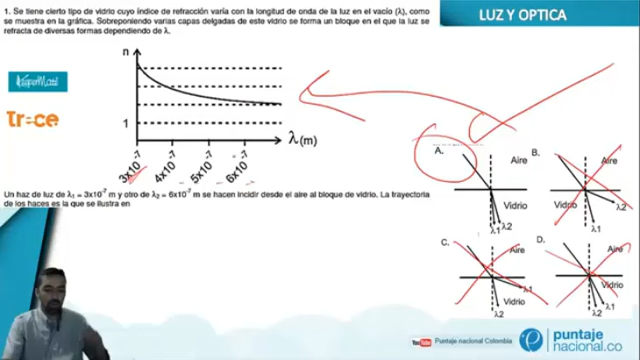 LUZ Y OPTICA
1. Se tiene cierto tipo de vidrio cuyo índice de refracción varía con la longitud de onda de la luz en el vacío (λ), como
se muestra en la gráfica. Sobreponiendo varias capas delgadas de este vidrio se forma un bloque en el que la luz se
refracta de diversas formas dependiendo de λ.
n
1
λ(m)
3x10⁻⁷
4x10⁻⁷
5x10⁻⁷
6x10⁻⁷
Un haz de luz de λ₁ = 3x10⁻⁷ m y otro de λ₂ = 6x10⁻⁷ m se hacen incidir desde el aire al bloque de vidrio. La trayectoria
de los haces es la que se ilustra en
A.
Aire
Vidrio
λ1 λ2
B.
Aire
Vidrio
λ2
λ1
C.
Aire
λ1
Vidrio
λ2
D.
Aire
Vidrio
λ1
λ2
You Tube Puntaje nacional Colombia
puntaje
nacional.co